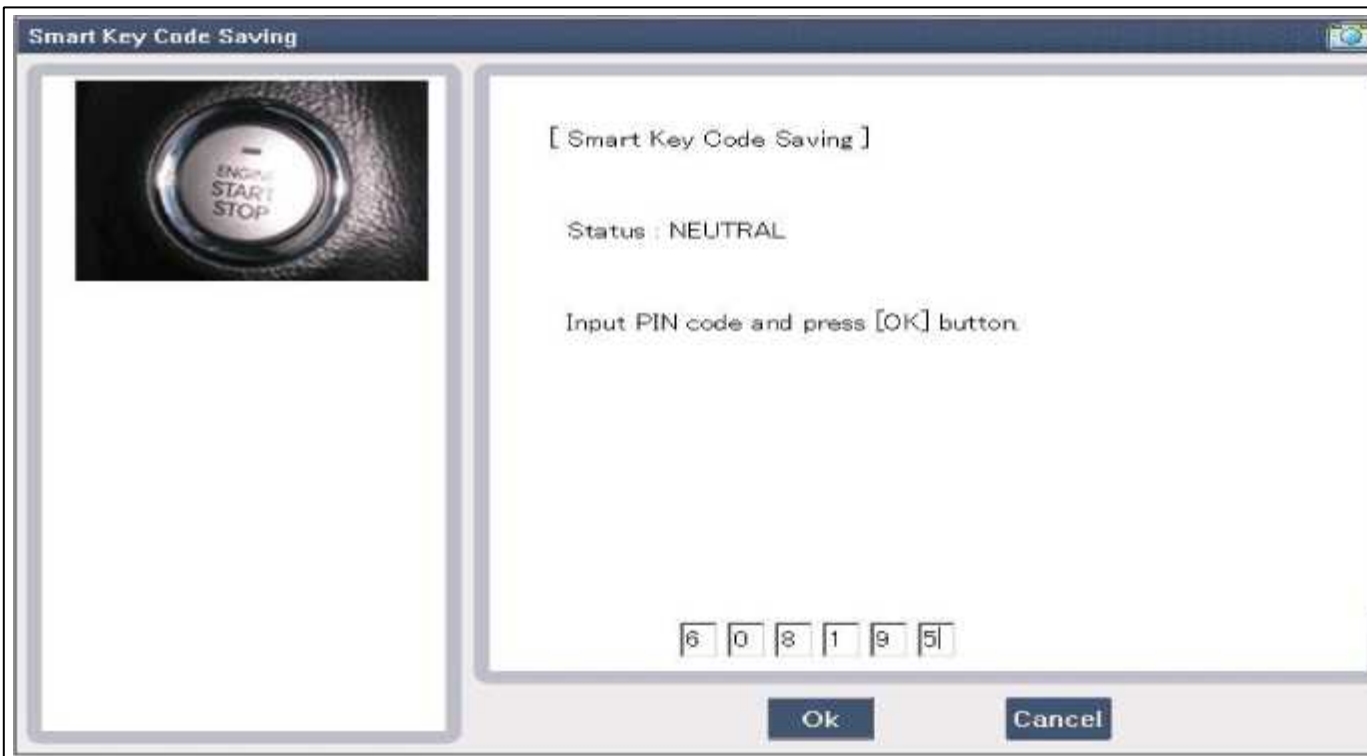 Smart Key Code Saving
ENGINE
START
STOP
[ Smart Key Code Saving ]
Status : NEUTRAL
Input PIN code and press [OK] button.
6 0 8 1 9 5
Ok
Cancel